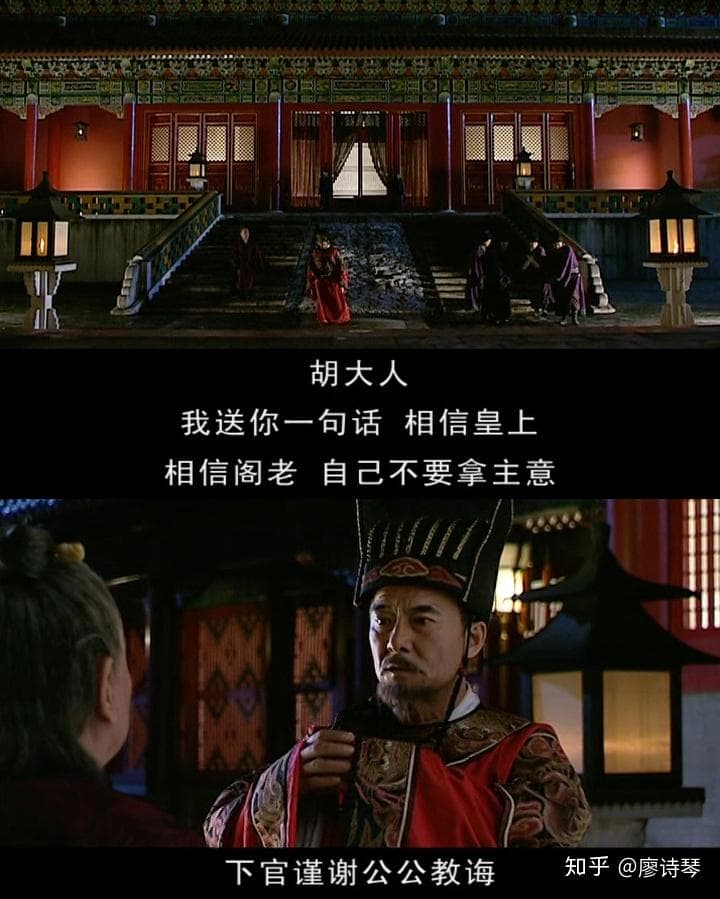 胡大人
我送你一句话 相信皇上
相信阁老 自己不要拿主意
下官谨谢公公教诲
知乎 @廖诗琴